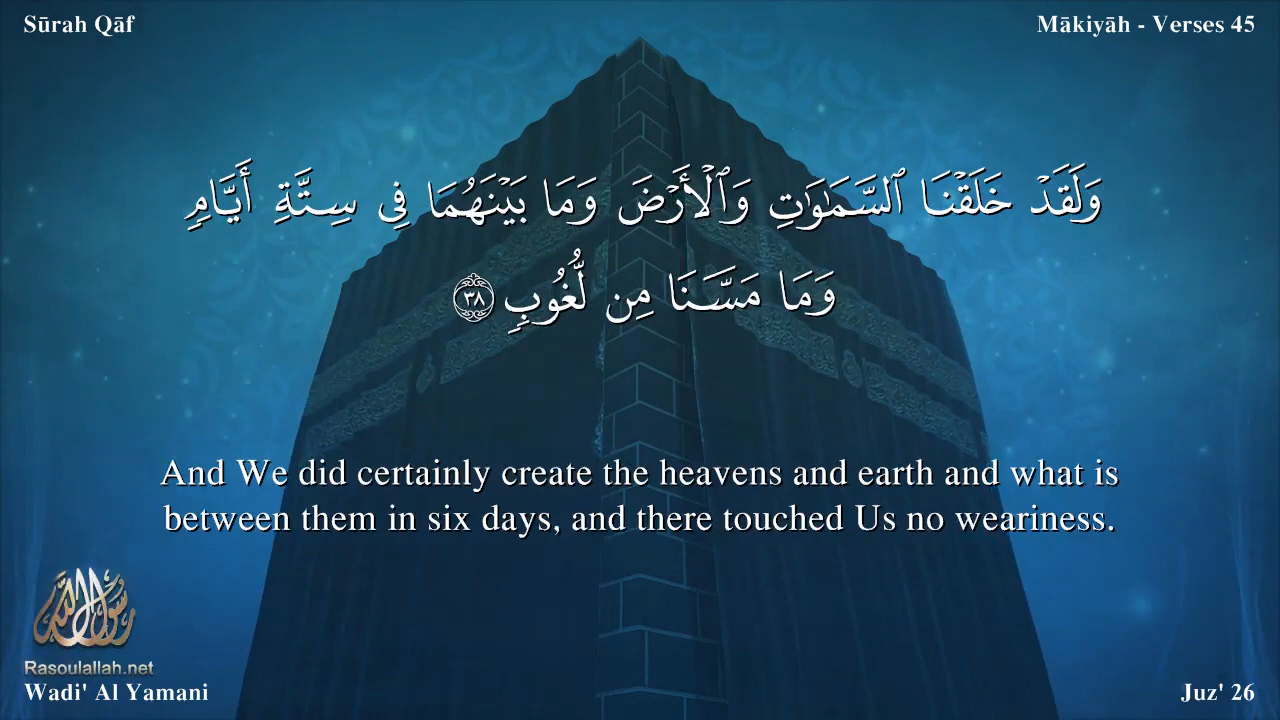 Sūrah Qāf
Mākiyāh - Verses 45
وَلَقَدْ خَلَقْنَا ٱلسَّمَـٰوَٰتِ وَٱلْأَرْضَ وَمَا بَيْنَهُمَا فِى سِتَّةِ أَيَّامٍ
وَمَا مَسَّنَا مِن لُّغُوبٍ ٣٨
And We did certainly create the heavens and earth and what is
between them in six days, and there touched Us no weariness.
رسول الله
Rasoulallah.net
Wadi' Al Yamani
Juz' 26